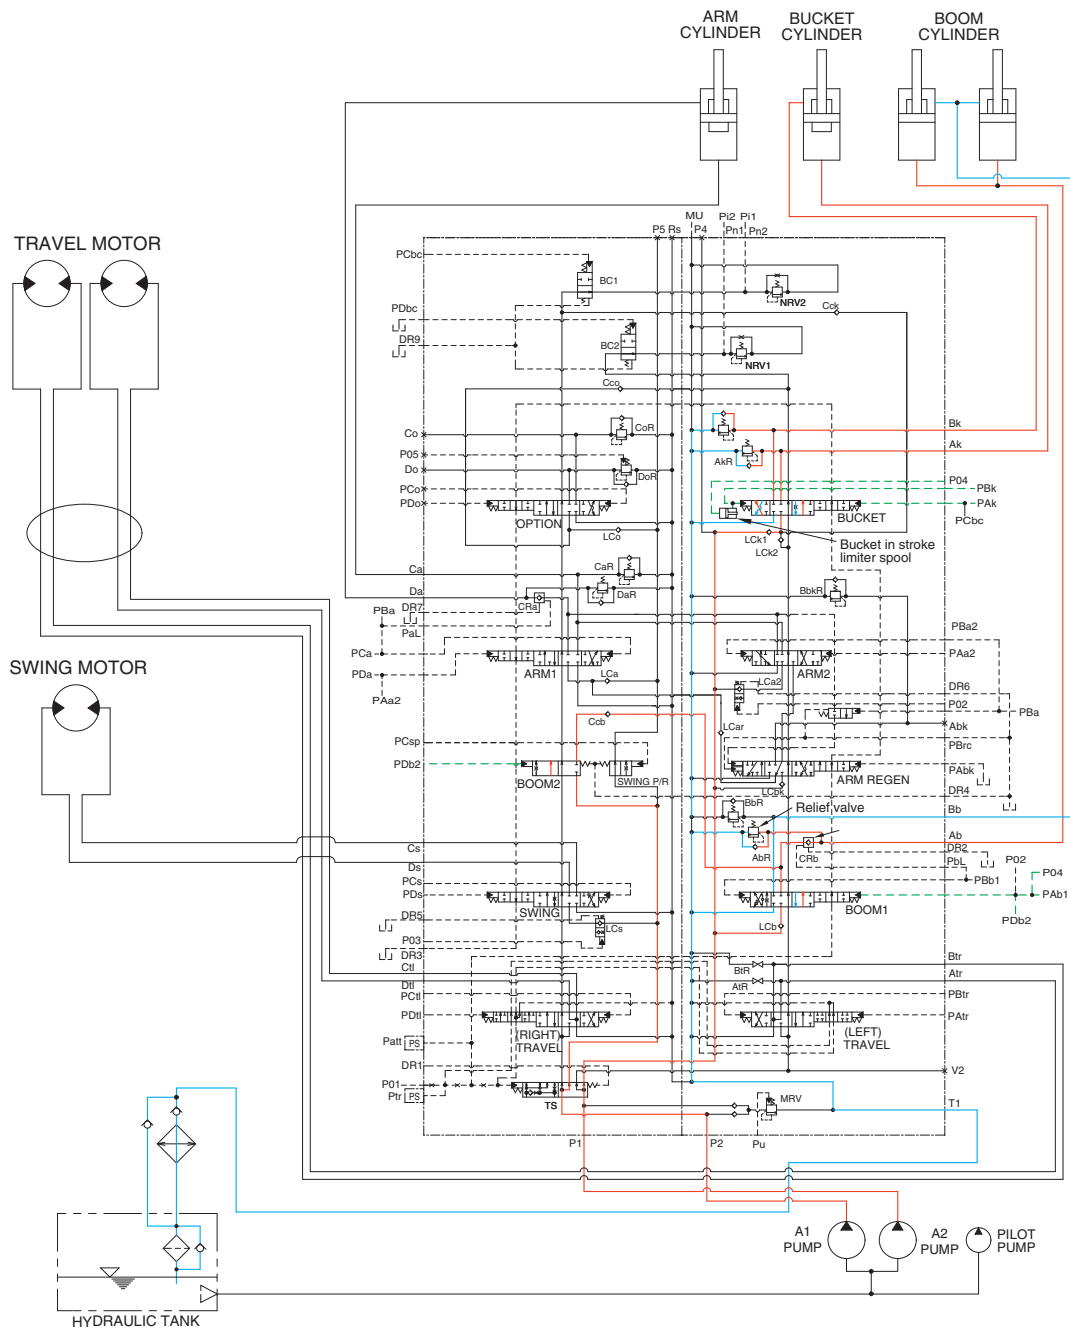 ARM
CYLINDER
BUCKET
CYLINDER
BOOM
CYLINDER
TRAVEL MOTOR
SWING MOTOR
MU
Pi2
Pi1
P5
Rs
P4
Pn1
Pn2
PCbc
BC1
NRV2
Cck
PDbc
DR9
BC2
NRV1
Cco
Co
CoR
Bk
P05
Ak
Do
DoR
AkR
P04
PCo
PBk
PDo
PAk
OPTION
BUCKET
PCbc
LCo
LCk1
LCk2
Bucket in stroke
limiter spool
Ca
CaR
Da
DaR
BbkR
CRa
PBa
DR7
PaL
PBa2
PCa
PAa2
PDa
ARM1
ARM2
PAa2
LCa
LCa2
DR6
P02
PBa
Ccb
LCar
Abk
PCsp
PBrc
PDb2
PAbk
BOOM2
SWING P/R
ARM REGEN
LCbk
DR4
BbR
Relief valve
Bb
Ab
Cs
AbR
CRb
DR2
Ds
PbL
P02
P04
PCs
PBb1
PDs
PAb1
SWING
BOOM1
DR5
LCs
PDb2
P03
LCb
DR3
Btr
Ctl
BtR
Atr
Dtl
AtR
PCtl
PBtr
PDtl
PAtr
(RIGHT)
TRAVEL
(LEFT)
TRAVEL
Patt
PS
DR1
V2
P01
Ptr
PS
TS
MRV
T1
P1
P2
Pu
A1
PUMP
A2
PUMP
PILOT
PUMP
HYDRAULIC TANK